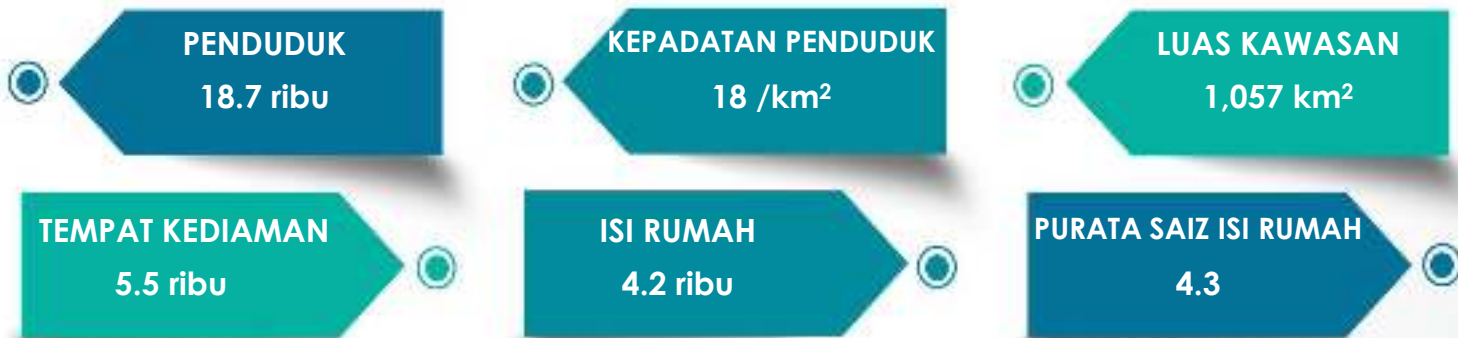 PENDUDUK
18.7 ribu
KEPADATAN PENDUDUK
18 /km²
LUAS KAWASAN
1,057 km²
TEMPAT KEDIAMAN
5.5 ribu
ISI RUMAH
4.2 ribu
PURATA SAIZ ISI RUMAH
4.3